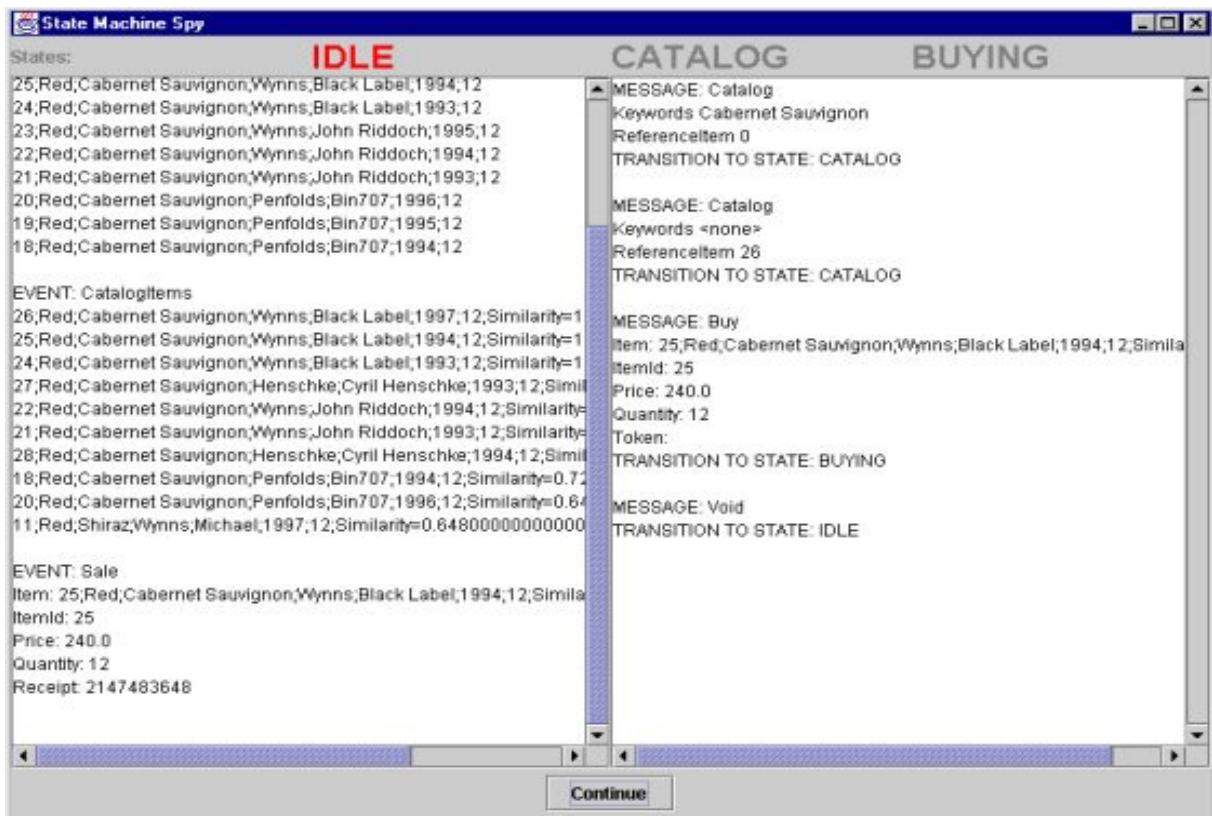 State Machine Spy
States: IDLE CATALOG BUYING
25;Red;Cabernet Sauvignon;Wynns;Black Label;1994;12
24;Red;Cabernet Sauvignon;Wynns;Black Label;1993;12
23;Red;Cabernet Sauvignon;Wynns;John Riddoch;1995;12
22;Red;Cabernet Sauvignon;Wynns;John Riddoch;1994;12
21;Red;Cabernet Sauvignon;Wynns;John Riddoch;1993;12
20;Red;Cabernet Sauvignon;Penfolds;Bin707;1996;12
19;Red;Cabernet Sauvignon;Penfolds;Bin707;1995;12
18;Red;Cabernet Sauvignon;Penfolds;Bin707;1994;12
EVENT: CatalogItems
26;Red;Cabernet Sauvignon;Wynns;Black Label;1997;12;Similarity=1
25;Red;Cabernet Sauvignon;Wynns;Black Label;1994;12;Similarity=1
24;Red;Cabernet Sauvignon;Wynns;Black Label;1993;12;Similarity=1
27;Red;Cabernet Sauvignon;Henschke;Cyril Henschke;1993;12;Simil
22;Red;Cabernet Sauvignon;Wynns;John Riddoch;1994;12;Similarity=
21;Red;Cabernet Sauvignon;Wynns;John Riddoch;1993;12;Similarity=
28;Red;Cabernet Sauvignon;Henschke;Cyril Henschke;1994;12;Simil
18;Red;Cabernet Sauvignon;Penfolds;Bin707;1994;12;Similarity=0.72
20;Red;Cabernet Sauvignon;Penfolds;Bin707;1996;12;Similarity=0.64
11;Red;Shiraz;Wynns;Michael;1997;12;Similarity=0.64800000000000
EVENT: Sale
Item: 25;Red;Cabernet Sauvignon;Wynns;Black Label;1994;12;Simila
ItemId: 25
Price: 240.0
Quantity: 12
Receipt: 2147483648
MESSAGE: Catalog
Keywords Cabernet Sauvignon
ReferenceItem 0
TRANSITION TO STATE: CATALOG
MESSAGE: Catalog
Keywords <none>
ReferenceItem 26
TRANSITION TO STATE: CATALOG
MESSAGE: Buy
Item: 25;Red;Cabernet Sauvignon;Wynns;Black Label;1994;12;Simila
ItemId: 25
Price: 240.0
Quantity: 12
Token:
TRANSITION TO STATE: BUYING
MESSAGE: Void
TRANSITION TO STATE: IDLE
Continue